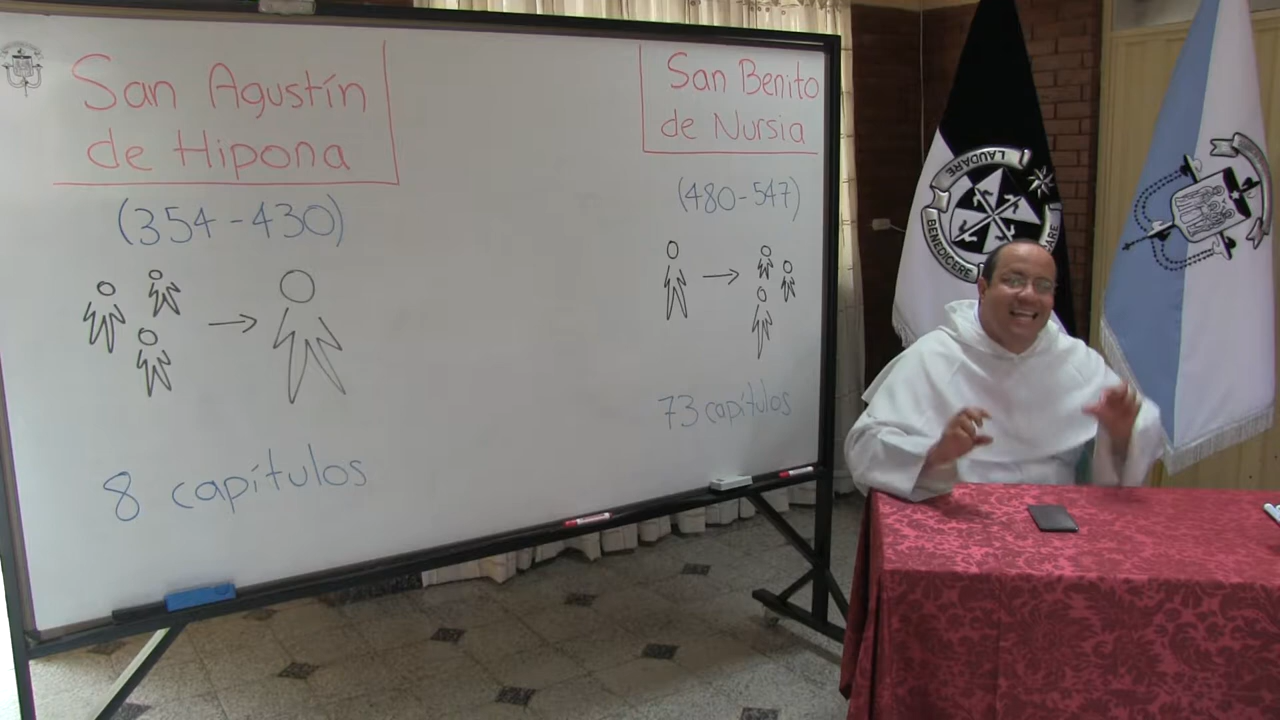 San Agustín
de Hipona
(354-430)
8 capítulos
San Benito
de Nursia
(480-547)
73 capítulos
LAUDARE
BENEDICERE